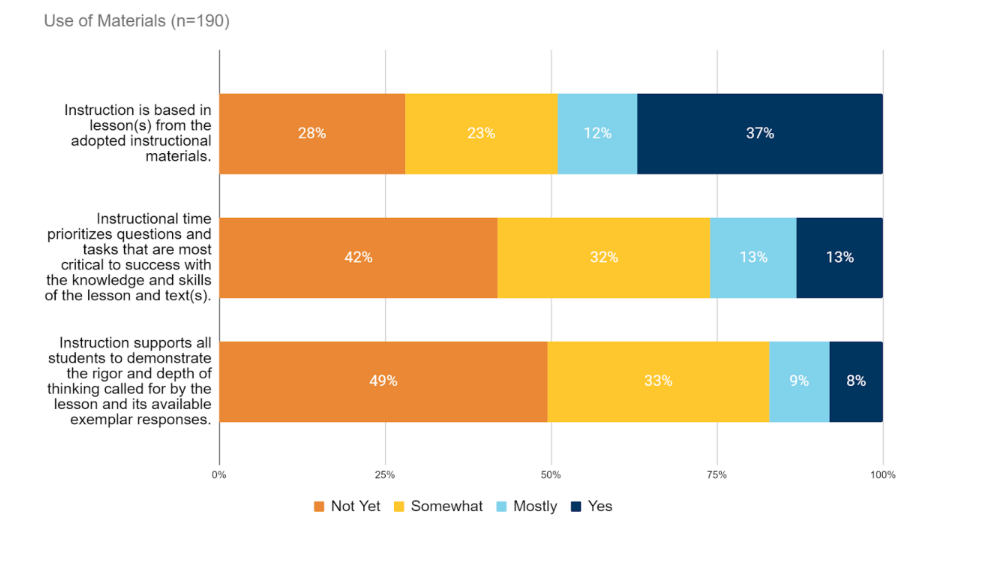 Use of Materials (n=190)
Instruction is based in
lesson(s) from the
adopted instructional
materials.
28%
23%
12%
37%
Instructional time
prioritizes questions and
tasks that are most
critical to success with
the knowledge and skills
of the lesson and text(s).
42%
32%
13%
13%
Instruction supports all
students to demonstrate
the rigor and depth of
thinking called for by the
lesson and its available
exemplar responses.
49%
33%
9%
8%
0%
25%
50%
75%
100%
Not Yet
Somewhat
Mostly
Yes